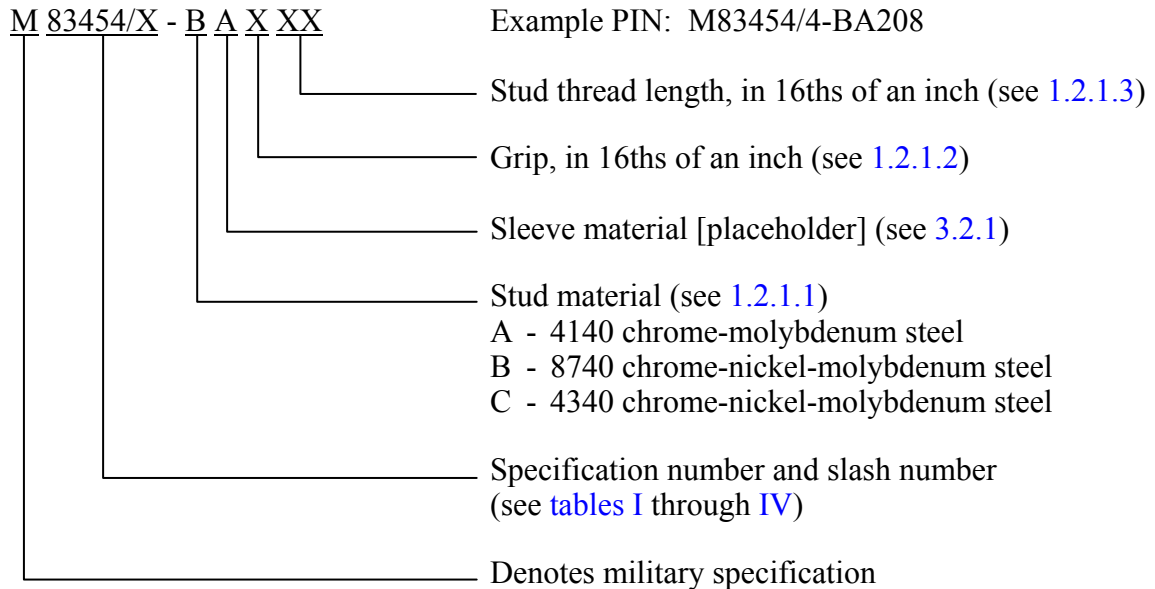 M 83454/X - B A X XX Example PIN: M83454/4-BA208
Stud thread length, in 16ths of an inch (see 1.2.1.3)
Grip, in 16ths of an inch (see 1.2.1.2)
Sleeve material [placeholder] (see 3.2.1)
Stud material (see 1.2.1.1)
A - 4140 chrome-molybdenum steel
B - 8740 chrome-nickel-molybdenum steel
C - 4340 chrome-nickel-molybdenum steel
Specification number and slash number
(see tables I through IV)
Denotes military specification